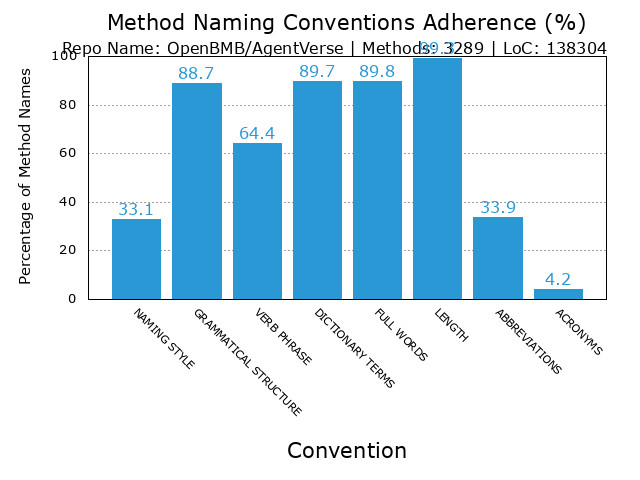 Method Naming Conventions Adherence (%)
Repo Name: OpenBMB/AgentVerse | Methods: 3289 | LoC: 138304
Percentage of Method Names
100
80
60
40
20
0
33.1
88.7
64.4
89.7
89.8
33.9
4.2
NAMING STYLE
GRAMMATICAL STRUCTURE
VERB PHRASE
DICTIONARY TERMS
FULL WORDS
LENGTH
ABBREVIATIONS
ACRONYMS
Convention